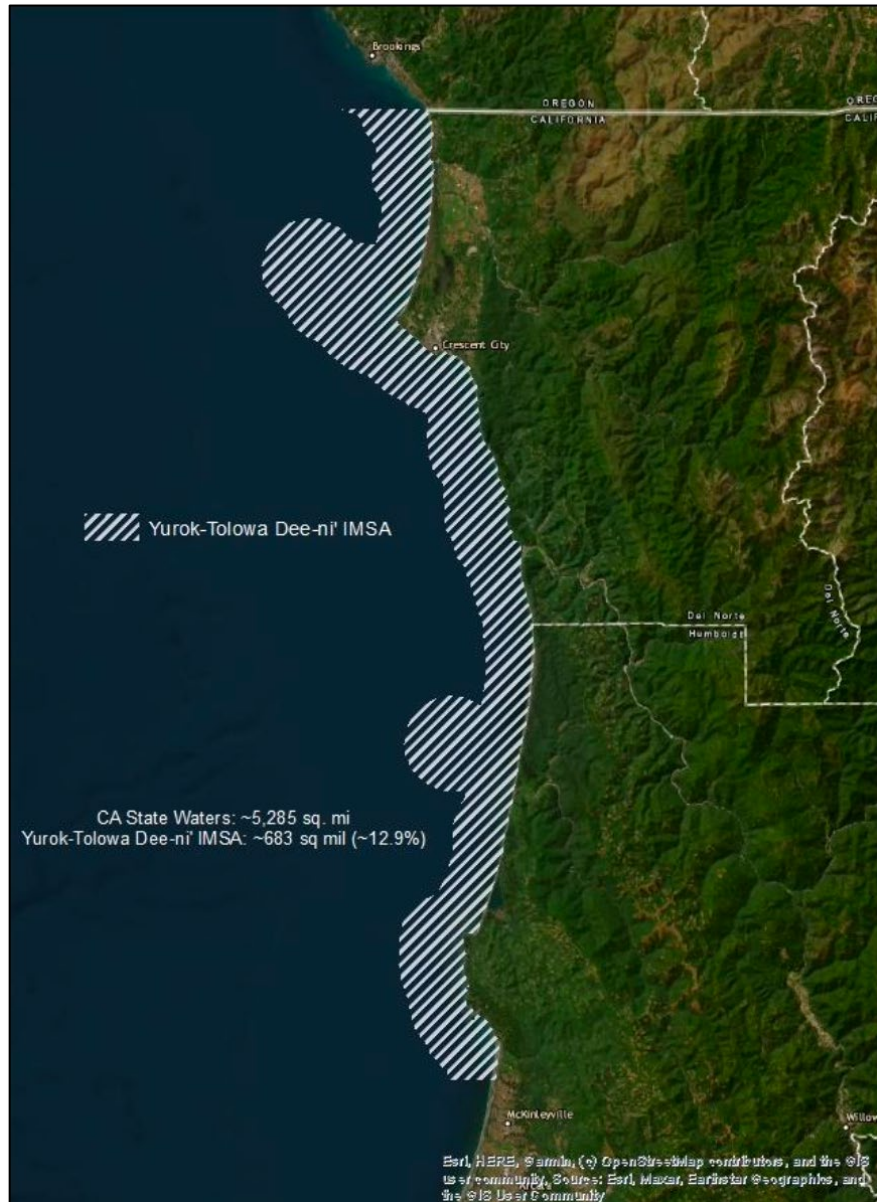 Brookings
OREGON
CALIFORNIA
Crescent City
Yurok-Tolowa Dee-ni' IMSA
Del Norte
Humboldt
Del Norte
CA State Waters: ~5,285 sq. mi
Yurok-Tolowa Dee-ni' IMSA: ~683 sq mil (~12.9%)
McKinleyville
Willow
Esri, HERE, Garmin, (c) OpenStreetMap contributors, and the GIS
user community, Source: Esri, Maxar, Earthstar Geographics, and
the GIS User Community